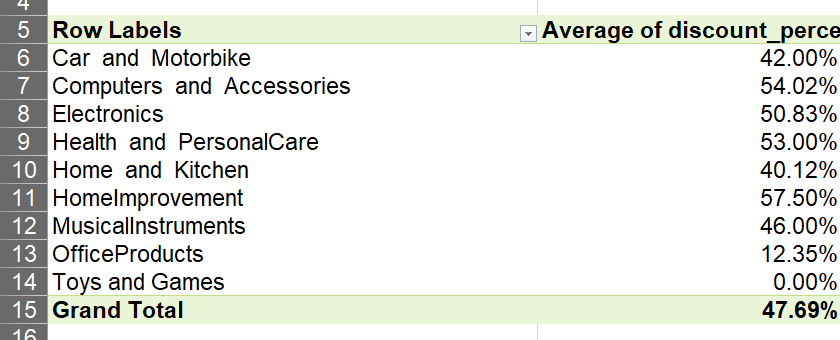 4
5 Row Labels Average of discount_perce
6 Car and Motorbike 42.00%
7 Computers and Accessories 54.02%
8 Electronics 50.83%
9 Health and PersonalCare 53.00%
10 Home and Kitchen 40.12%
11 HomeImprovement 57.50%
12 MusicalInstruments 46.00%
13 OfficeProducts 12.35%
14 Toys and Games 0.00%
15 Grand Total 47.69%
16